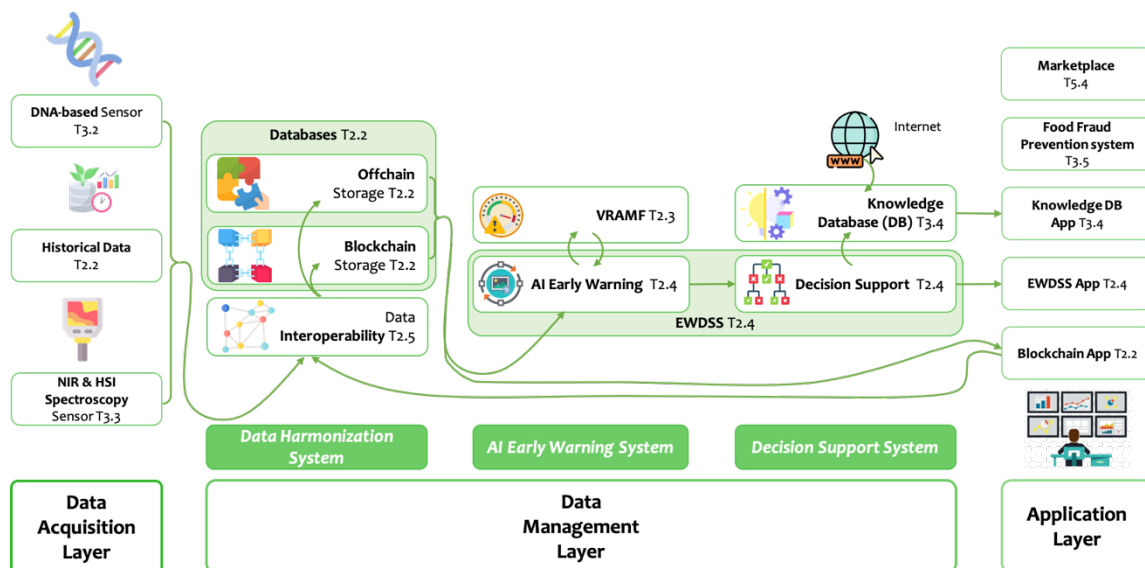 DNA-based Sensor
T3.2
Historical Data
T2.2
NIR & HSI
Spectroscopy
Sensor T3.3
Databases T2.2
Offchain
Storage T2.2
Blockchain
Storage T2.2
Data
Interoperability T2.5
VRAMF T2.3
AI Early Warning T2.4
EWDSS T2.4
Internet
WWW
Knowledge
Database (DB) T3.4
Decision Support T2.4
Marketplace
T5.4
Food Fraud
Prevention system
T3.5
Knowledge DB
App T3.4
EWDSS App T2.4
Blockchain App T2.2
Data Harmonization
System
AI Early Warning System
Decision Support System
Data
Acquisition
Layer
Data
Management
Layer
Application
Layer